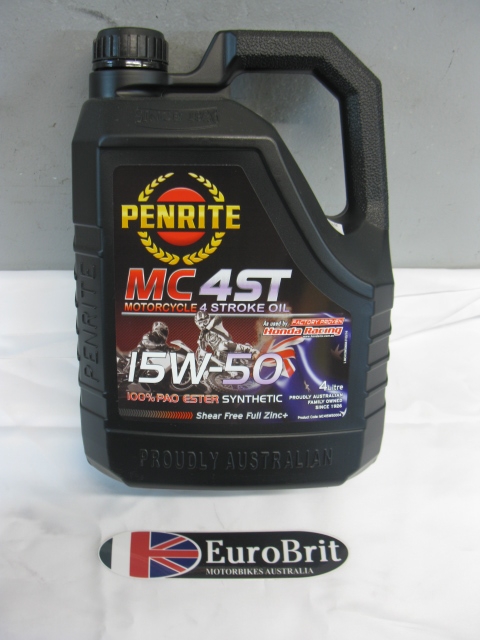 PENRITE
MC 4ST
MOTORCYCLE 4 STROKE OIL
As used by FACTORY PROVEN
Honda Racing
15W-50
100% PAO ESTER SYNTHETIC
Shear Free Full Zinc+
4 Litre
PROUDLY AUSTRALIAN
FAMILY OWNED
SINCE 1926
PENRITE
PROUDLY AUSTRALIAN
EuroBrit
MOTORBIKES AUSTRALIA